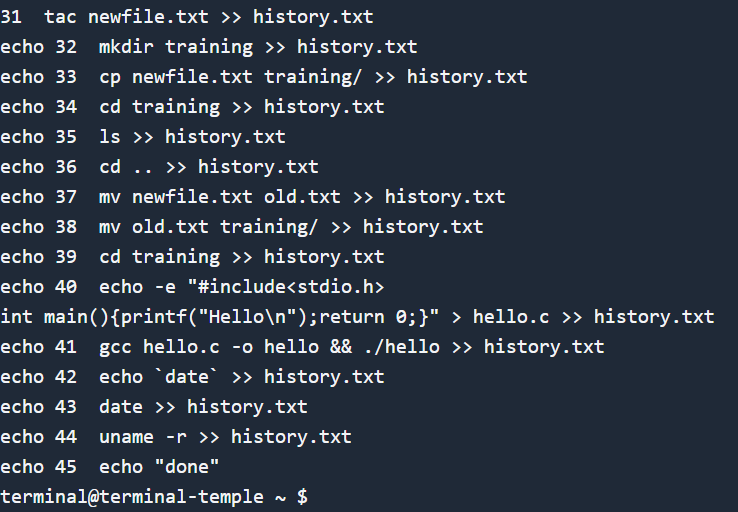 31  tac newfile.txt >> history.txt
echo 32  mkdir training >> history.txt
echo 33  cp newfile.txt training/ >> history.txt
echo 34  cd training >> history.txt
echo 35  ls >> history.txt
echo 36  cd .. >> history.txt
echo 37  mv newfile.txt old.txt >> history.txt
echo 38  mv old.txt training/ >> history.txt
echo 39  cd training >> history.txt
echo 40  echo -e "#include<stdio.h>
int main(){printf("Hello\n");return 0;}" > hello.c >> history.txt
echo 41  gcc hello.c -o hello && ./hello >> history.txt
echo 42  echo `date` >> history.txt
echo 43  date >> history.txt
echo 44  uname -r >> history.txt
echo 45  echo "done"
terminal@terminal-temple ~ $